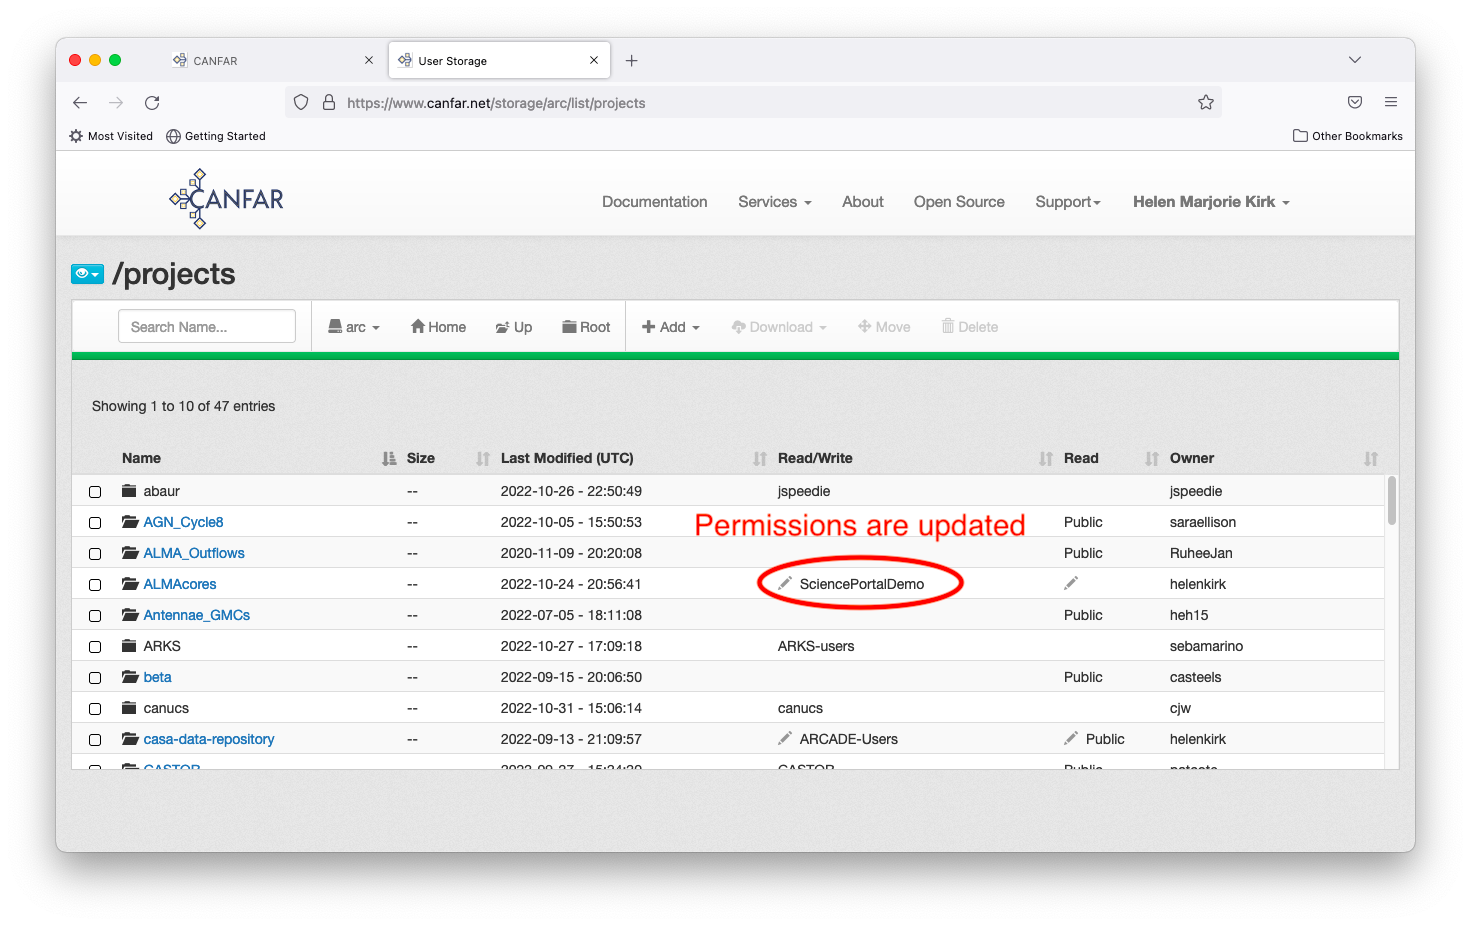 CANFAR
User Storage
https://www.canfar.net/storage/arc/list/projects
Most Visited Getting Started Other Bookmarks
CANFAR Documentation Services About Open Source Support Helen Marjorie Kirk
/projects
Search Name... arc Home Up Root Add Download Move Delete
Showing 1 to 10 of 47 entries
Name Size Last Modified (UTC) Read/Write Read Owner
abaur -- 2022-10-26 - 22:50:49 jspeedie jspeedie
Permissions are updated
AGN_Cycle8 -- 2022-10-05 - 15:50:53 Public saraellison
ALMA_Outflows -- 2020-11-09 - 20:20:08 Public RuheeJan
ALMAcores -- 2022-10-24 - 20:56:41 SciencePortalDemo helenkirk
Antennae_GMCs -- 2022-07-05 - 18:11:08 Public heh15
ARKS -- 2022-10-27 - 17:09:18 ARKS-users sebamarino
beta -- 2022-09-15 - 20:06:50 Public casteels
canucs -- 2022-10-31 - 15:06:14 canucs cjw
casa-data-repository -- 2022-09-13 - 21:09:57 ARCADE-Users Public helenkirk
CASTOR CASTOR Public